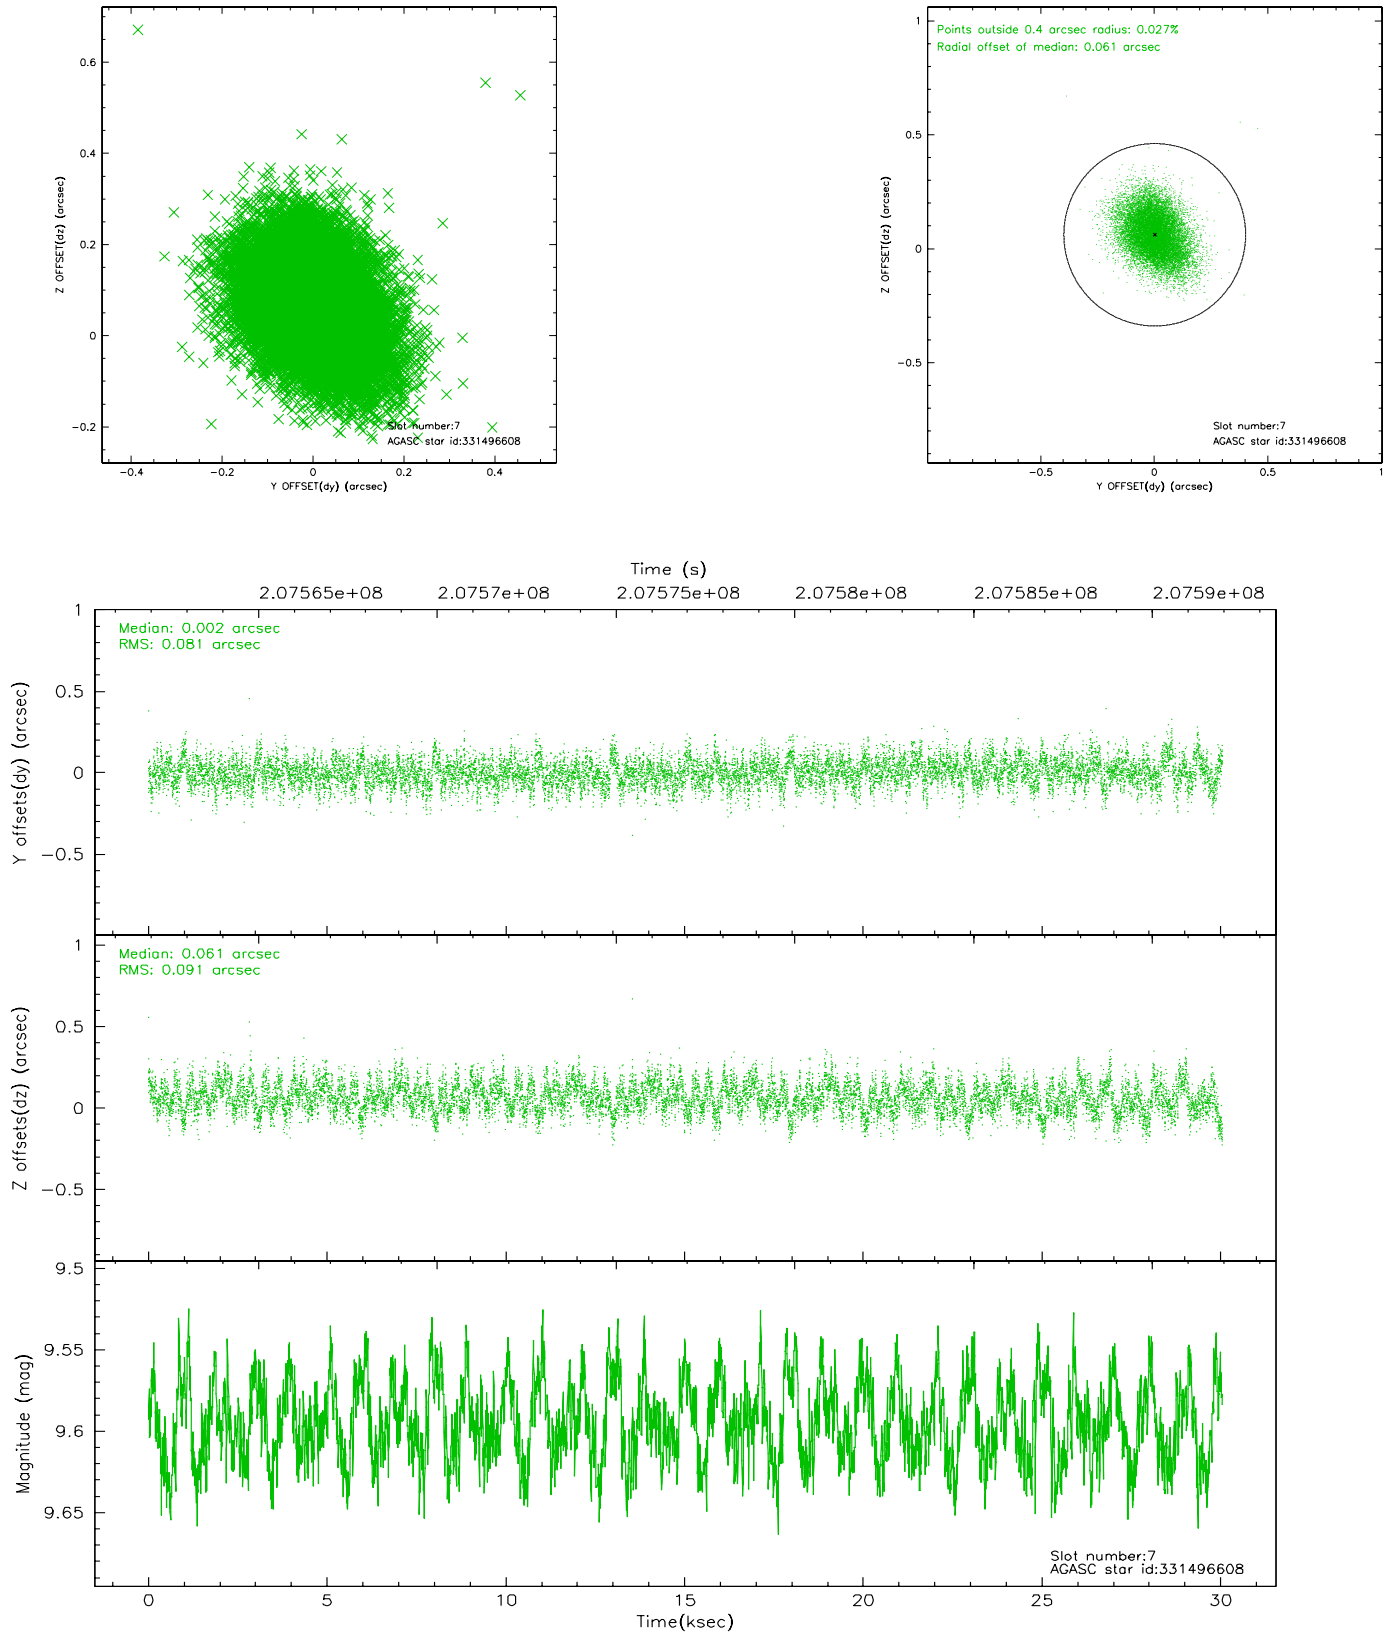 0.6
0.4
0.2
0
−0.2
Z OFFSET(dz) (arcsec)
Slot number:7
AGASC star id:331496608
−0.4 −0.2 0 0.2 0.4
Y OFFSET(dy) (arcsec)
Points outside 0.4 arcsec radius: 0.027%
Radial offset of median: 0.061 arcsec
1
0.5
0
−0.5
Z OFFSET(dz) (arcsec)
Slot number:7
AGASC star id:331496608
−0.5 0 0.5 1
Y OFFSET(dy) (arcsec)
Time (s)
2.07565e+08 2.0757e+08 2.07575e+08 2.0758e+08 2.07585e+08 2.0759e+08
Median: 0.002 arcsec
RMS: 0.081 arcsec
1
0.5
0
−0.5
Y offsets(dy) (arcsec)
Median: 0.061 arcsec
RMS: 0.091 arcsec
1
0.5
0
−0.5
Z offsets(dz) (arcsec)
9.5
9.55
9.6
9.65
Magnitude (mag)
Slot number:7
AGASC star id:331496608
0 5 10 15 20 25 30
Time(ksec)